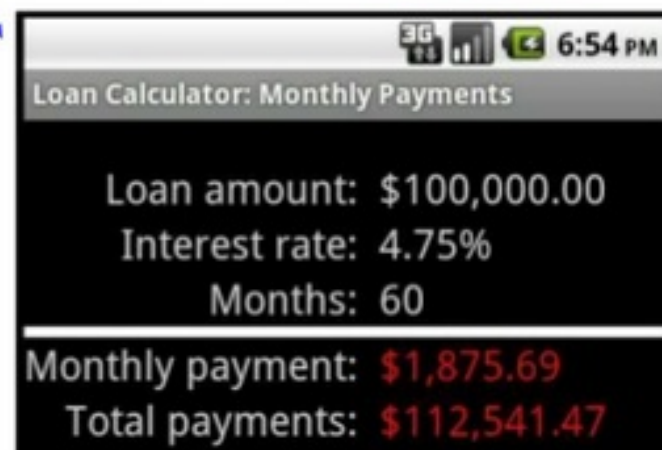 3G 6:54 PM
Loan Calculator: Monthly Payments
Loan amount: $100,000.00
Interest rate: 4.75%
Months: 60
Monthly payment: $1,875.69
Total payments: $112,541.47